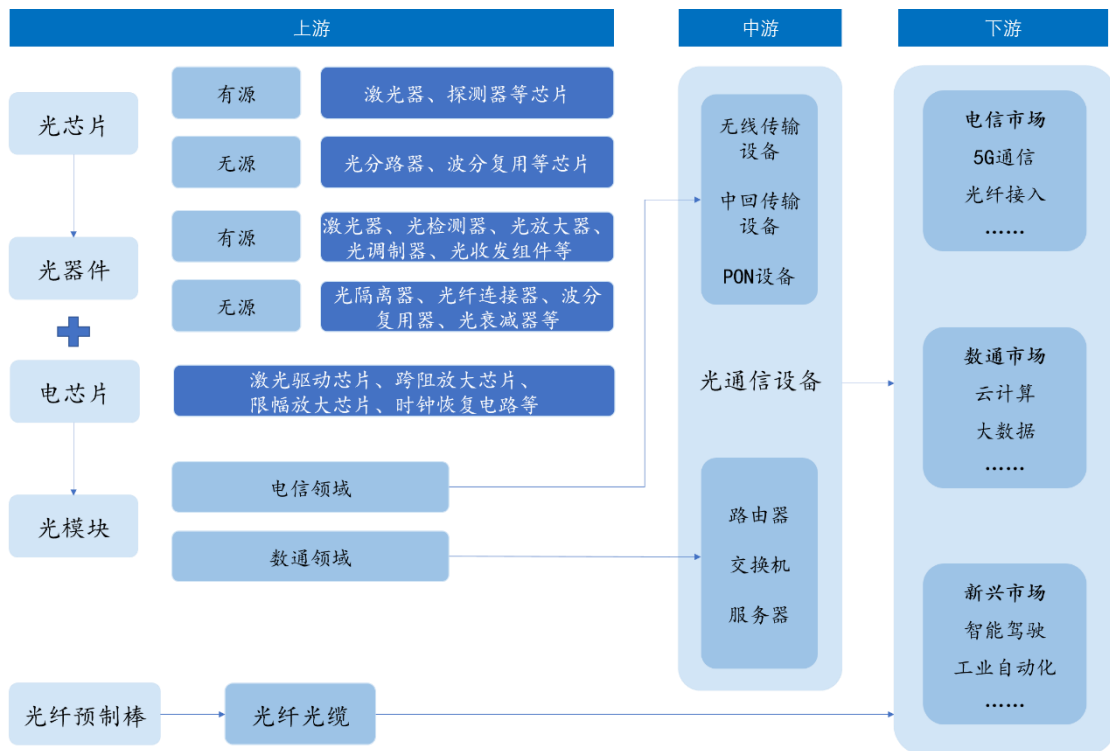 上游
中游
下游
光芯片
有源
激光器、探测器等芯片
无源
光分路器、波分复用等芯片
光器件
有源
激光器、光检测器、光放大器、
光调制器、光收发组件等
无源
光隔离器、光纤连接器、波分
复用器、光衰减器等
电芯片
激光驱动芯片、跨阻放大芯片、
限幅放大芯片、时钟恢复电路等
光模块
电信领域
数通领域
光纤预制棒
光纤光缆
无线传输
设备
中回传输
设备
PON设备
光通信设备
路由器
交换机
服务器
电信市场
5G通信
光纤接入
……
数通市场
云计算
大数据
……
新兴市场
智能驾驶
工业自动化
……